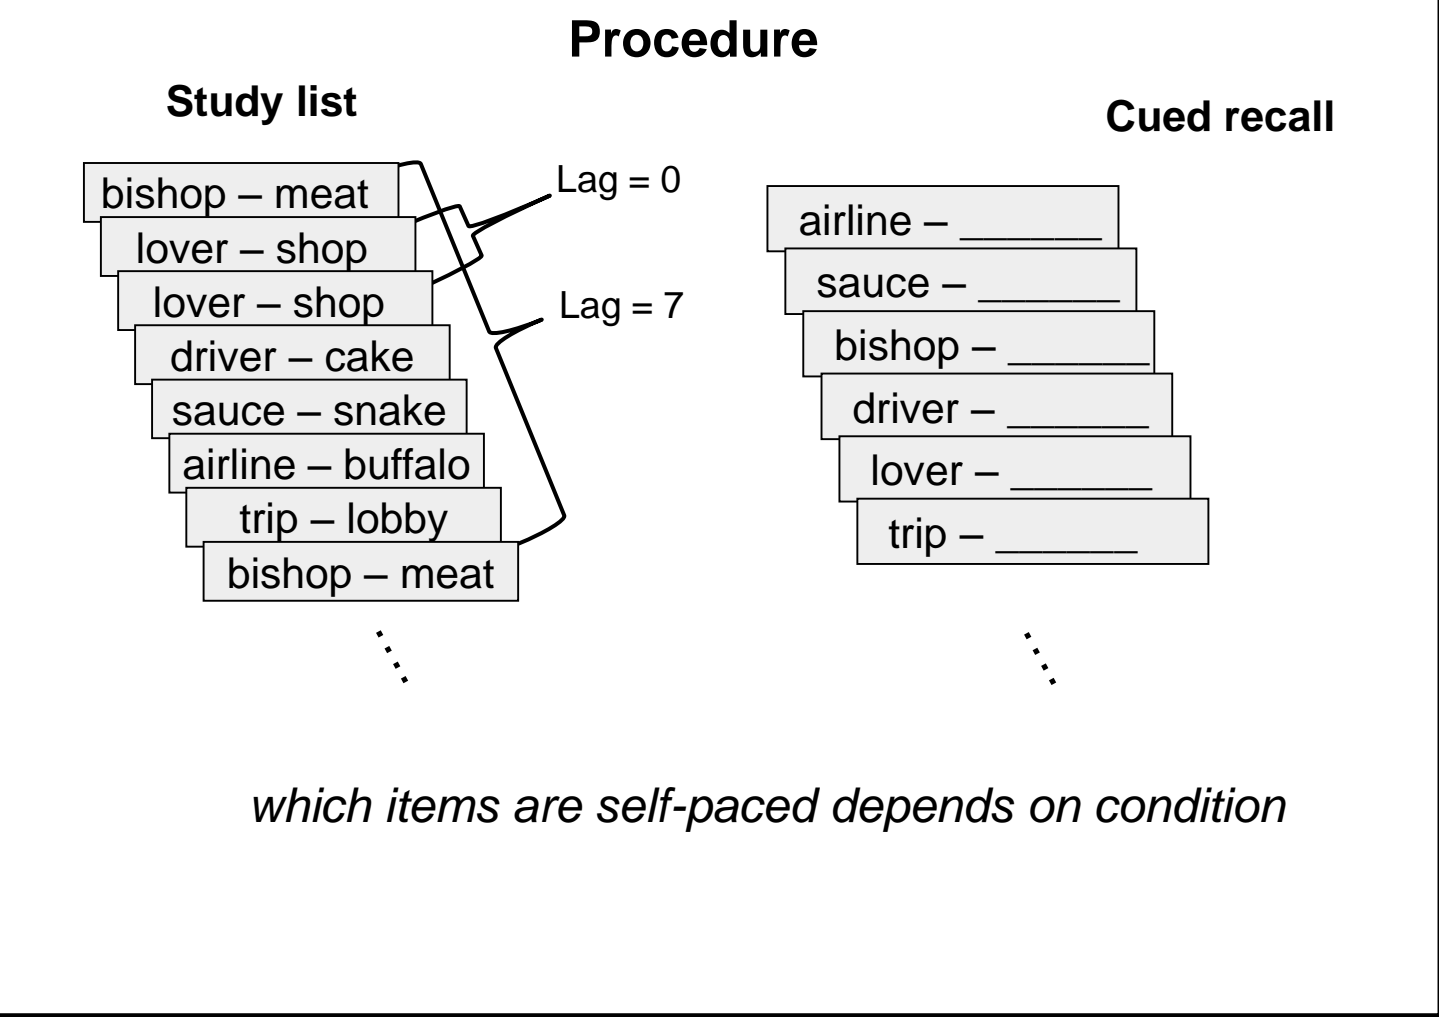 Procedure
Study list
Cued recall
bishop – meat
lover – shop
lover – shop
driver – cake
sauce – snake
airline – buffalo
trip – lobby
bishop – meat
Lag = 0
Lag = 7
airline – ______
sauce – ______
bishop – ______
driver – ______
lover – ______
trip – ______
which items are self-paced depends on condition